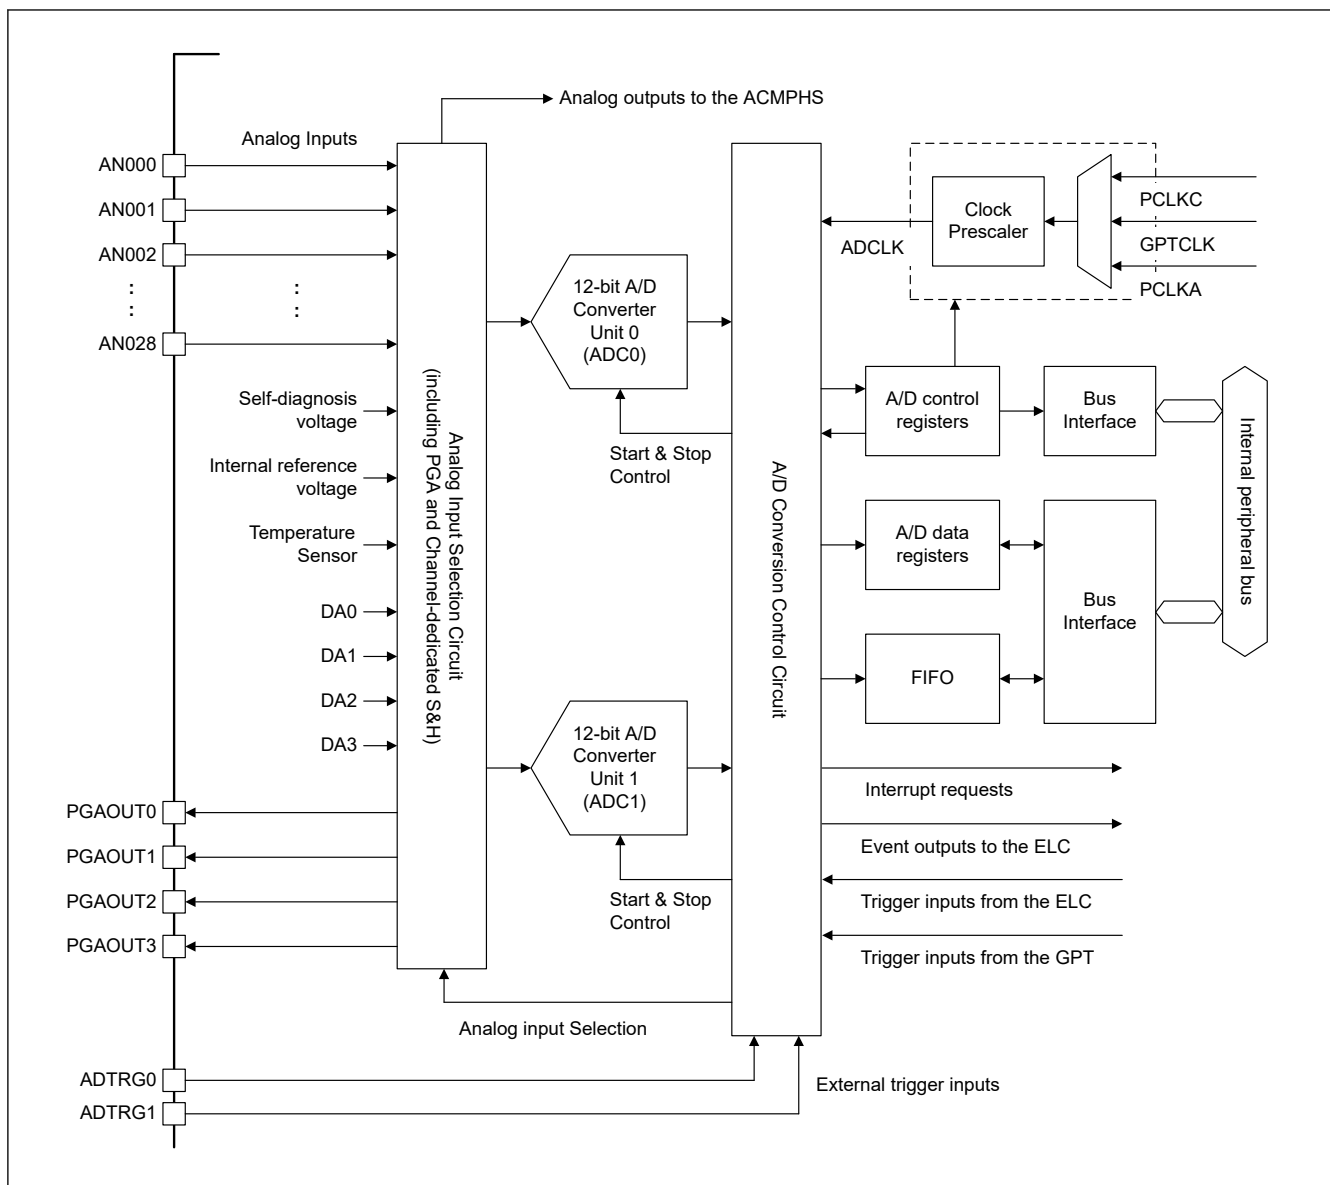 Analog outputs to the ACMPHS
Analog Inputs
AN000
AN001
AN002
AN028
Self-diagnosis
voltage
Internal reference
voltage
Temperature
Sensor
DA0
DA1
DA2
DA3
PGAOUT0
PGAOUT1
PGAOUT2
PGAOUT3
ADTRG0
ADTRG1
Analog Input Selection Circuit
(including PGA and Channel-dedicated S&H)
12-bit A/D
Converter
Unit 0
(ADC0)
Start & Stop
Control
12-bit A/D
Converter
Unit 1
(ADC1)
Start & Stop
Control
Analog input Selection
A/D Conversion Control Circuit
ADCLK
Clock
Prescaler
PCLKC
GPTCLK
PCLKA
A/D control
registers
Bus
Interface
A/D data
registers
FIFO
Bus
Interface
Internal peripheral bus
Interrupt requests
Event outputs to the ELC
Trigger inputs from the ELC
Trigger inputs from the GPT
External trigger inputs